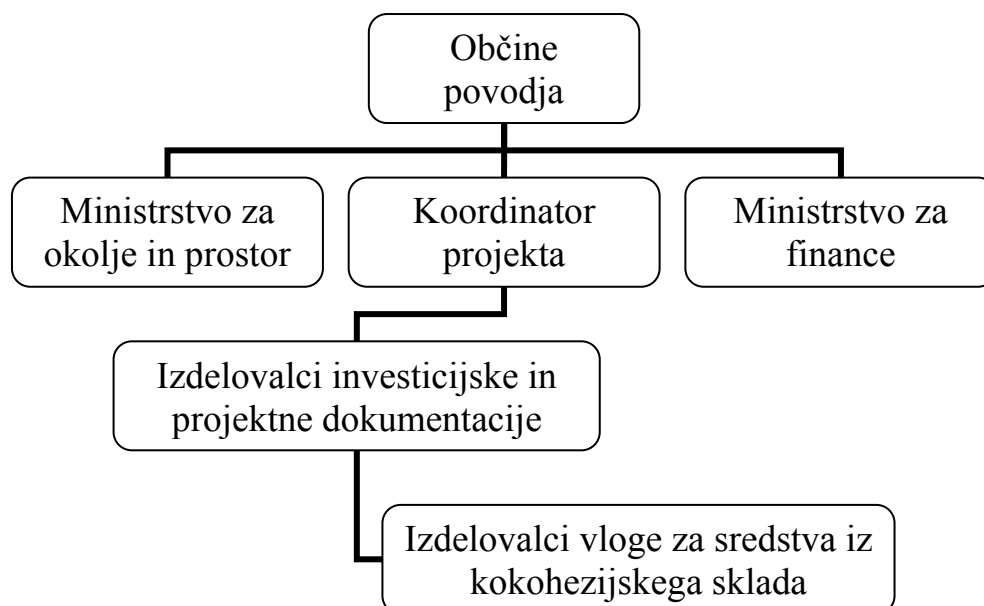 Občine
povodja
Ministrstvo za
okolje in prostor
Koordinator
projekta
Ministrstvo za
finance
Izdelovalci investicijske in
projektne dokumentacije
Izdelovalci vloge za sredstva iz
kokohezijskega sklada